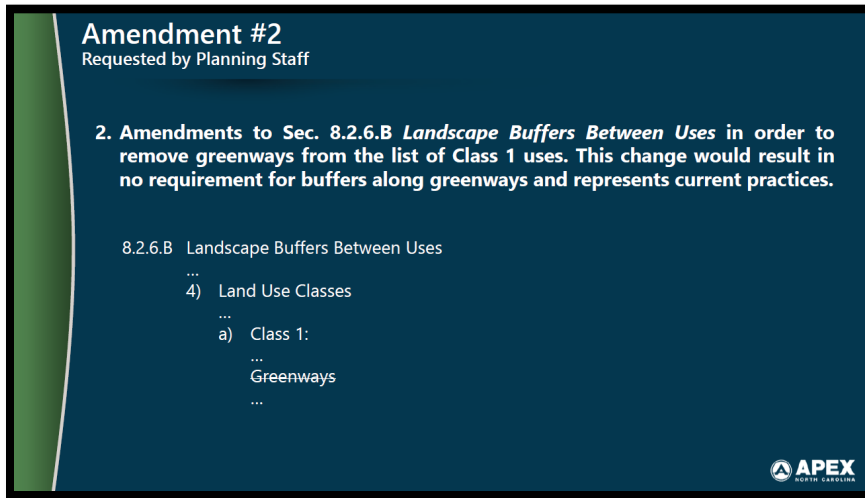 Amendment #2
Requested by Planning Staff
2. Amendments to Sec. 8.2.6.B Landscape Buffers Between Uses in order to
remove greenways from the list of Class 1 uses. This change would result in
no requirement for buffers along greenways and represents current practices.
8.2.6.B Landscape Buffers Between Uses
...
4) Land Use Classes
...
a) Class 1:
...
Greenways
...
APEX
NORTH CAROLINA